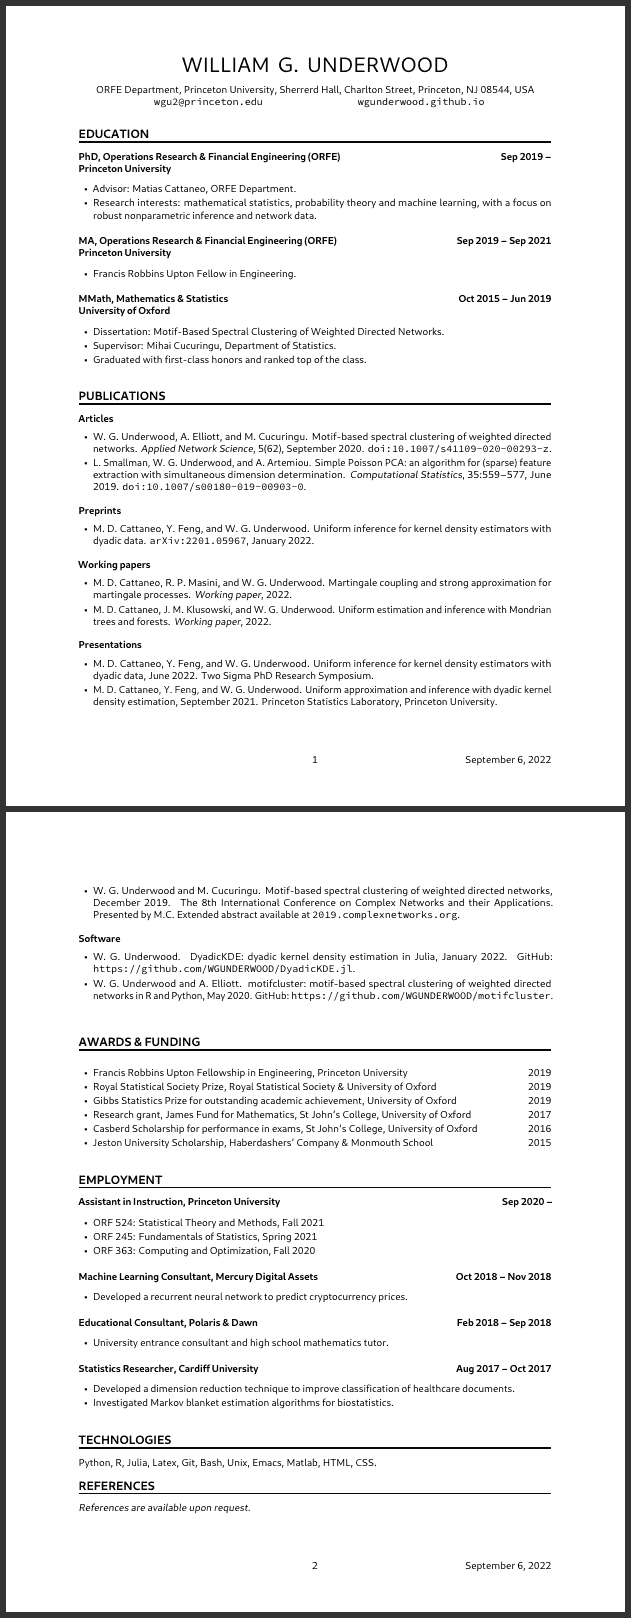 WILLIAM G. UNDERWOOD
ORFE Department, Princeton University, Sherrerd Hall, Charlton Street, Princeton, NJ 08544, USA
wgu2@princeton.edu wgunderwood.github.io
EDUCATION
PhD, Operations Research & Financial Engineering (ORFE) Sep 2019 –
Princeton University
• Advisor: Matias Cattaneo, ORFE Department.
• Research interests: mathematical statistics, probability theory and machine learning, with a focus on
robust nonparametric inference and network data.
MA, Operations Research & Financial Engineering (ORFE) Sep 2019 – Sep 2021
Princeton University
• Francis Robbins Upton Fellow in Engineering.
MMath, Mathematics & Statistics Oct 2015 – Jun 2019
University of Oxford
• Dissertation: Motif-Based Spectral Clustering of Weighted Directed Networks.
• Supervisor: Mihai Cucuringu, Department of Statistics.
• Graduated with first-class honors and ranked top of the class.
PUBLICATIONS
Articles
• W. G. Underwood, A. Elliott, and M. Cucuringu. Motif-based spectral clustering of weighted directed
networks. Applied Network Science, 5(62), September 2020. doi:10.1007/s41109-020-00293-z.
• L. Smallman, W. G. Underwood, and A. Artemiou. Simple Poisson PCA: an algorithm for (sparse) feature
extraction with simultaneous dimension determination. Computational Statistics, 35:559–577, June
2019. doi:10.1007/s00180-019-00903-0.
Preprints
• M. D. Cattaneo, Y. Feng, and W. G. Underwood. Uniform inference for kernel density estimators with
dyadic data. arXiv:2201.05967, January 2022.
Working papers
• M. D. Cattaneo, R. P. Masini, and W. G. Underwood. Martingale coupling and strong approximation for
martingale processes. Working paper, 2022.
• M. D. Cattaneo, J. M. Klusowski, and W. G. Underwood. Uniform estimation and inference with Mondrian
trees and forests. Working paper, 2022.
Presentations
• M. D. Cattaneo, Y. Feng, and W. G. Underwood. Uniform inference for kernel density estimators with
dyadic data, June 2022. Two Sigma PhD Research Symposium.
• M. D. Cattaneo, Y. Feng, and W. G. Underwood. Uniform approximation and inference with dyadic kernel
density estimation, September 2021. Princeton Statistics Laboratory, Princeton University.
1 September 6, 2022
• W. G. Underwood and M. Cucuringu. Motif-based spectral clustering of weighted directed networks,
December 2019. The 8th International Conference on Complex Networks and their Applications.
Presented by M.C. Extended abstract available at 2019.complexnetworks.org.
Software
• W. G. Underwood. DyadicKDE: dyadic kernel density estimation in Julia, January 2022. GitHub:
https://github.com/WGUNDERWOOD/DyadicKDE.jl.
• W. G. Underwood and A. Elliott. motifcluster: motif-based spectral clustering of weighted directed
networks in R and Python, May 2020. GitHub: https://github.com/WGUNDERWOOD/motifcluster.
AWARDS & FUNDING
• Francis Robbins Upton Fellowship in Engineering, Princeton University 2019
• Royal Statistical Society Prize, Royal Statistical Society & University of Oxford 2019
• Gibbs Statistics Prize for outstanding academic achievement, University of Oxford 2019
• Research grant, James Fund for Mathematics, St John's College, University of Oxford 2017
• Casberd Scholarship for performance in exams, St John's College, University of Oxford 2016
• Jeston University Scholarship, Haberdashers' Company & Monmouth School 2015
EMPLOYMENT
Assistant in Instruction, Princeton University Sep 2020 –
• ORF 524: Statistical Theory and Methods, Fall 2021
• ORF 245: Fundamentals of Statistics, Spring 2021
• ORF 363: Computing and Optimization, Fall 2020
Machine Learning Consultant, Mercury Digital Assets Oct 2018 – Nov 2018
• Developed a recurrent neural network to predict cryptocurrency prices.
Educational Consultant, Polaris & Dawn Feb 2018 – Sep 2018
• University entrance consultant and high school mathematics tutor.
Statistics Researcher, Cardiff University Aug 2017 – Oct 2017
• Developed a dimension reduction technique to improve classification of healthcare documents.
• Investigated Markov blanket estimation algorithms for biostatistics.
TECHNOLOGIES
Python, R, Julia, Latex, Git, Bash, Unix, Emacs, Matlab, HTML, CSS.
REFERENCES
References are available upon request.
2 September 6, 2022